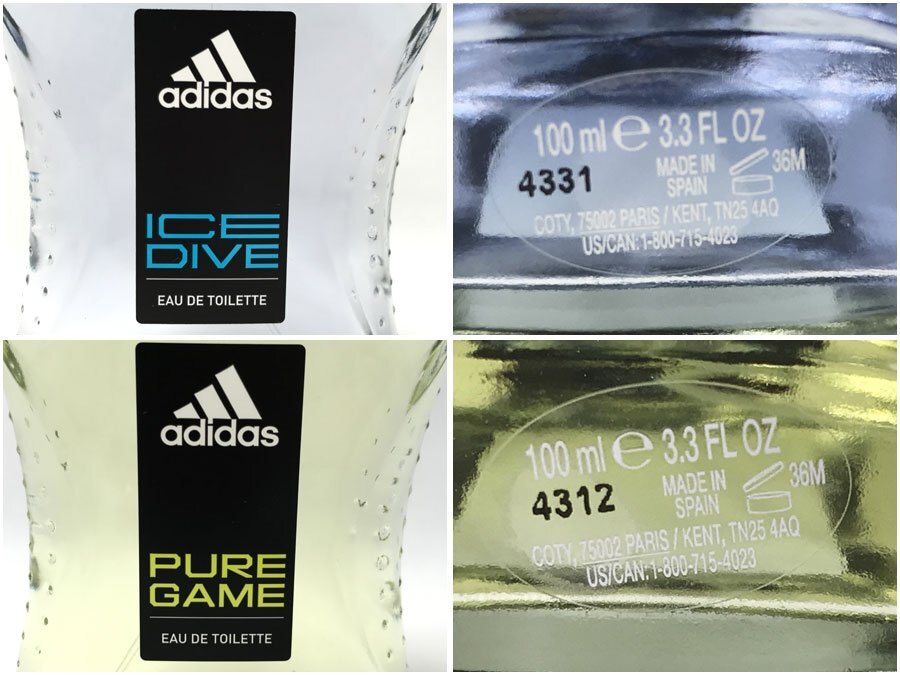 adidas
ICE
DIVE
EAU DE TOILETTE
100 ml e 3.3 FL OZ
4331
MADE IN
SPAIN
36M
COTY, 75002 PARIS / KENT, TN25 4AQ
US/CAN: 1-800-715-4023
adidas
PURE
GAME
EAU DE TOILETTE
100 ml e 3.3 FL OZ
4312
MADE IN
SPAIN
36M
COTY, 75002 PARIS / KENT, TN25 4AQ
US/CAN: 1-800-715-4023